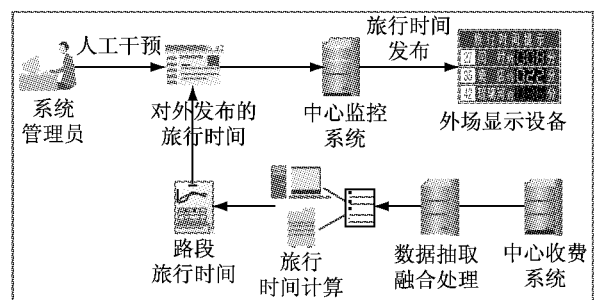 人工干预
旅行时间
发布
系统
管理员
对外发布的
旅行时间
中心监控
系统
外场显示设备
路段
旅行时间
旅行
时间计算
数据抽取
融合处理
中心收费
系统